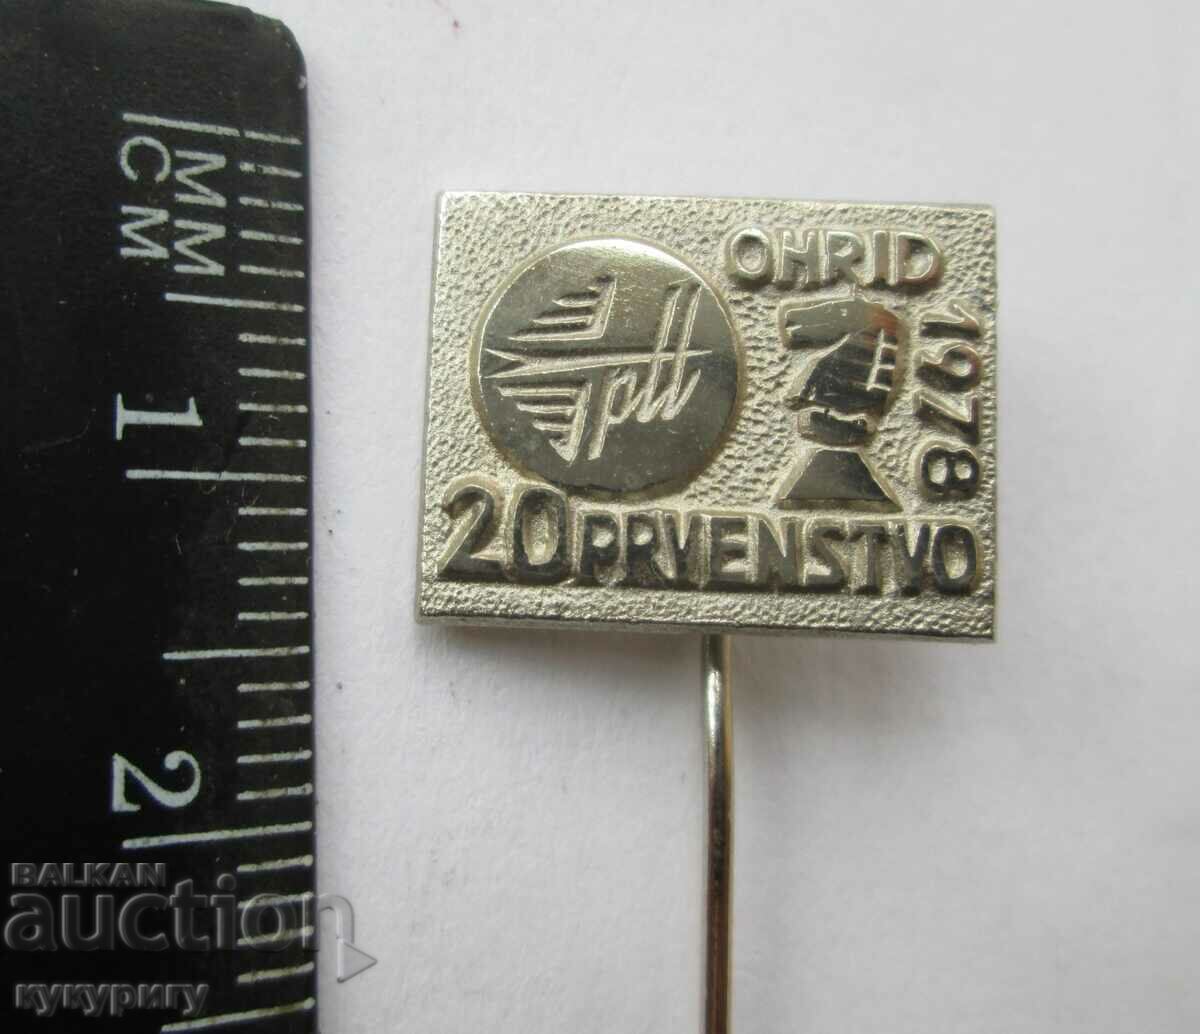 MM
CM
1
2
OHRID
1978
ptt
20 PRVENSTVO
BALKAN
auction
кукуригу